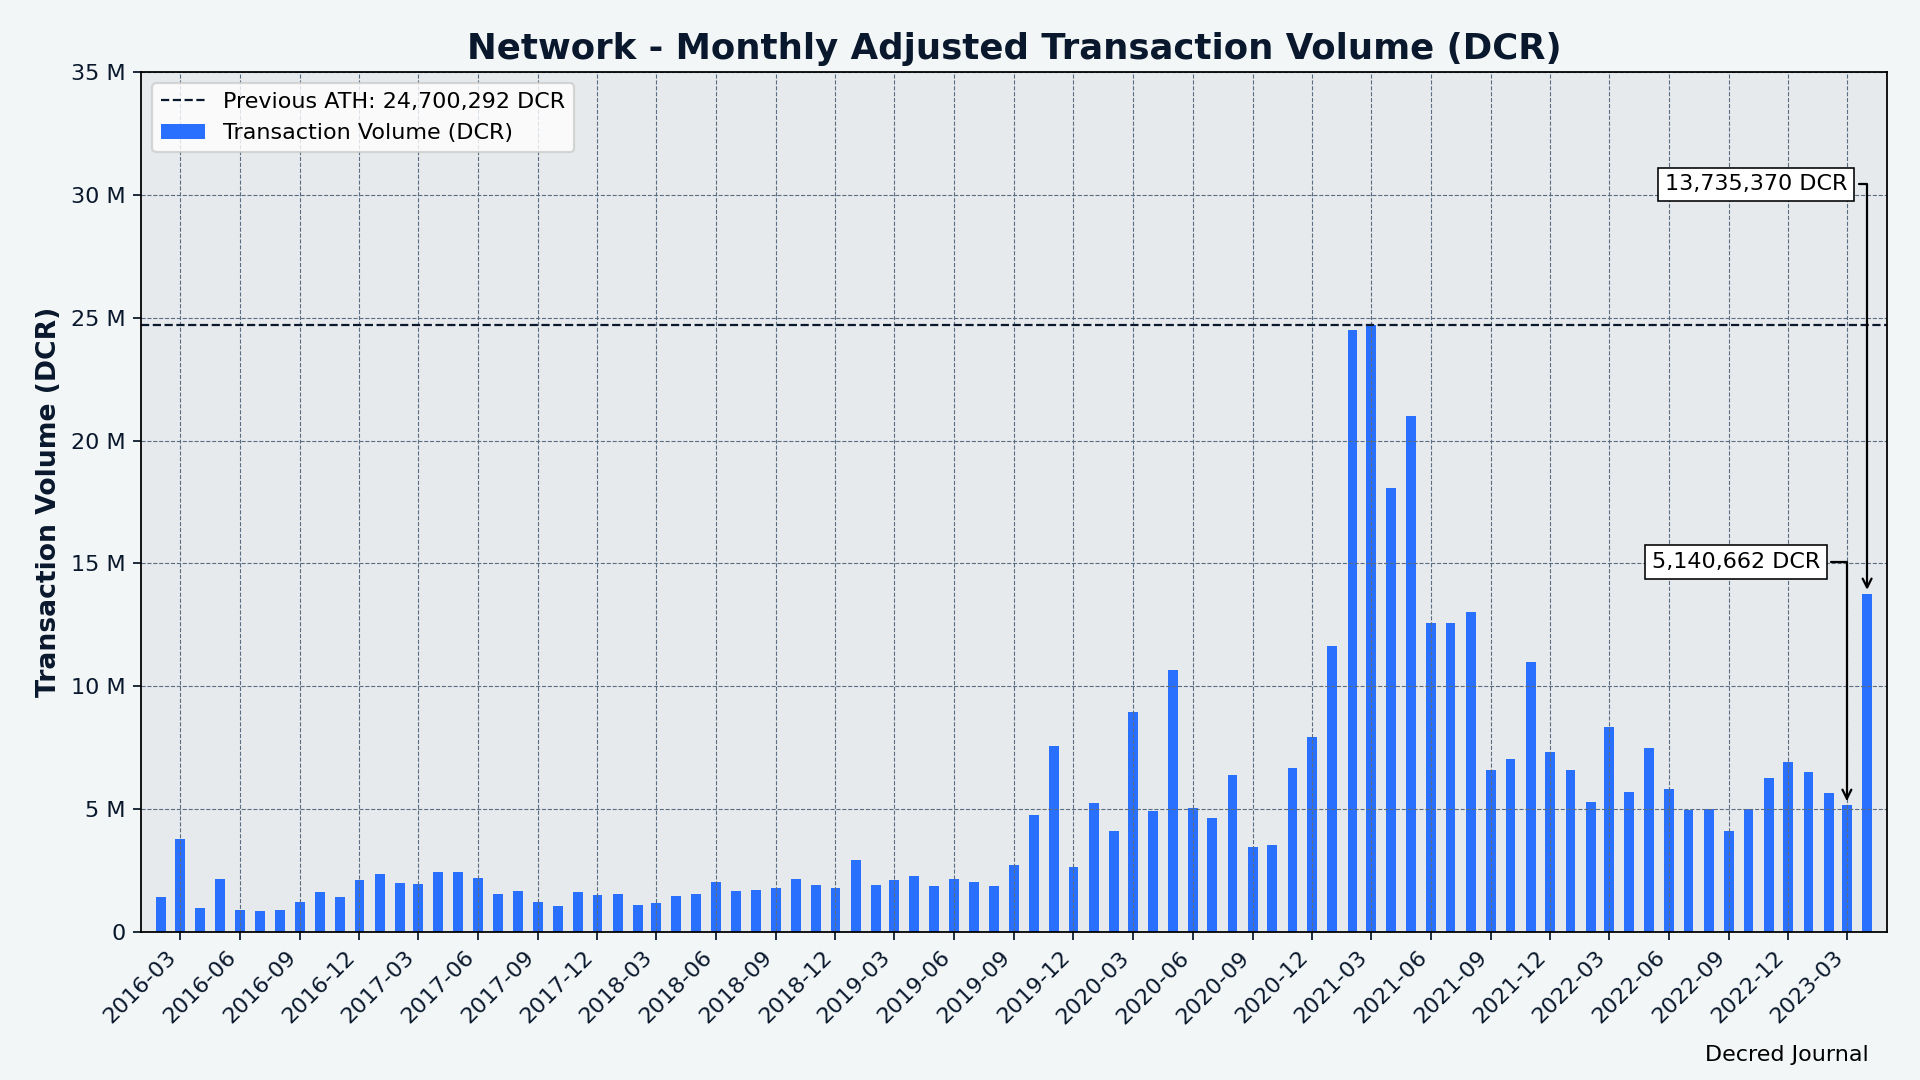 Network - Monthly Adjusted Transaction Volume (DCR)
Previous ATH: 24,700,292 DCR
Transaction Volume (DCR)
Transaction Volume (DCR)
35 M
30 M
25 M
20 M
15 M
10 M
5 M
0
13,735,370 DCR
5,140,662 DCR
2016-03
2016-06
2016-09
2016-12
2017-03
2017-06
2017-09
2017-12
2018-03
2018-06
2018-09
2018-12
2019-03
2019-06
2019-09
2019-12
2020-03
2020-06
2020-09
2020-12
2021-03
2021-06
2021-09
2021-12
2022-03
2022-06
2022-09
2022-12
2023-03
Decred Journal